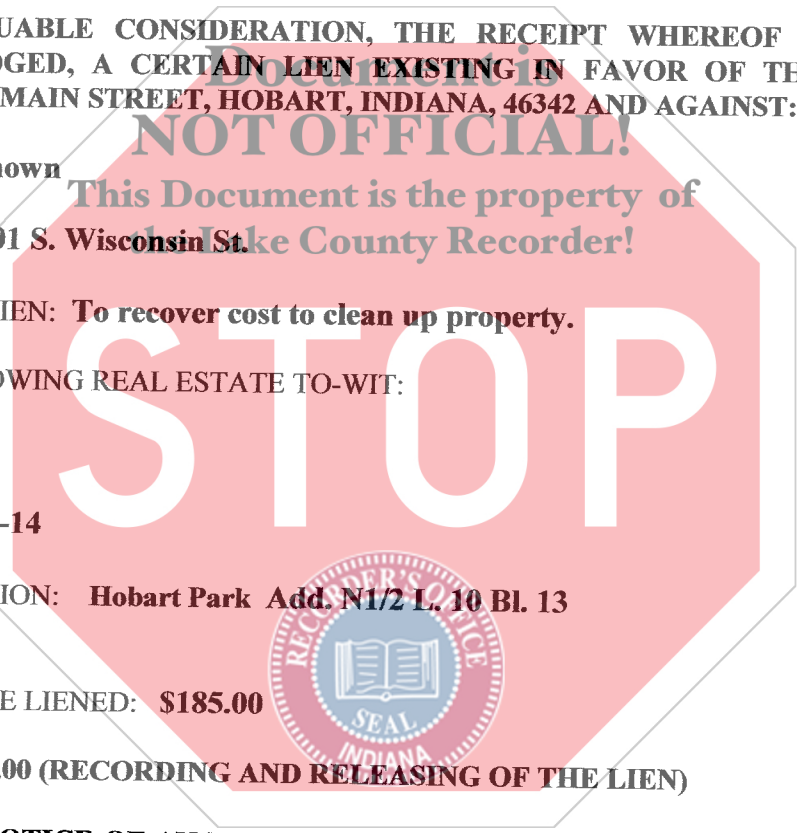 UABLE CONSIDERATION, THE RECEIPT WHEREOF
GED, A CERTAIN LIEN EXISTING IN FAVOR OF TH
MAIN STREET, HOBART, INDIANA, 46342 AND AGAINST:
Document is
NOT OFFICIAL!
This Document is the property of
the Lake County Recorder!
nown
1 S. Wisconsin St.
IEN: To recover cost to clean up property.
OWING REAL ESTATE TO-WIT:
STOP
-14
ION: Hobart Park Add. N1/2 L. 10 Bl. 13
RECORDER'S OFFICE
SEAL
INDIANA
E LIENED: $185.00
.00 (RECORDING AND RELEASING OF THE LIEN)